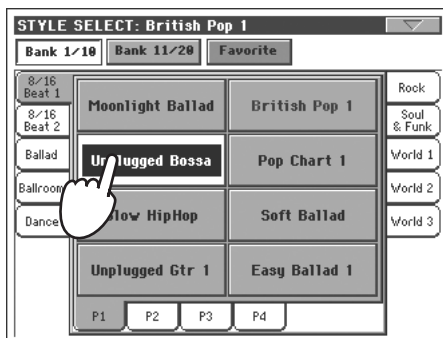 STYLE SELECT: British Pop 1
Bank 1/10 Bank 11/20 Favorite
8/16
Beat 1
8/16
Beat 2
Ballad
Ballroom
Dance
Moonlight Ballad British Pop 1
Unplugged Bossa Pop Chart 1
Slow HipHop Soft Ballad
Unplugged Gtr 1 Easy Ballad 1
P1 P2 P3 P4
Rock
Soul
& Funk
World 1
World 2
World 3